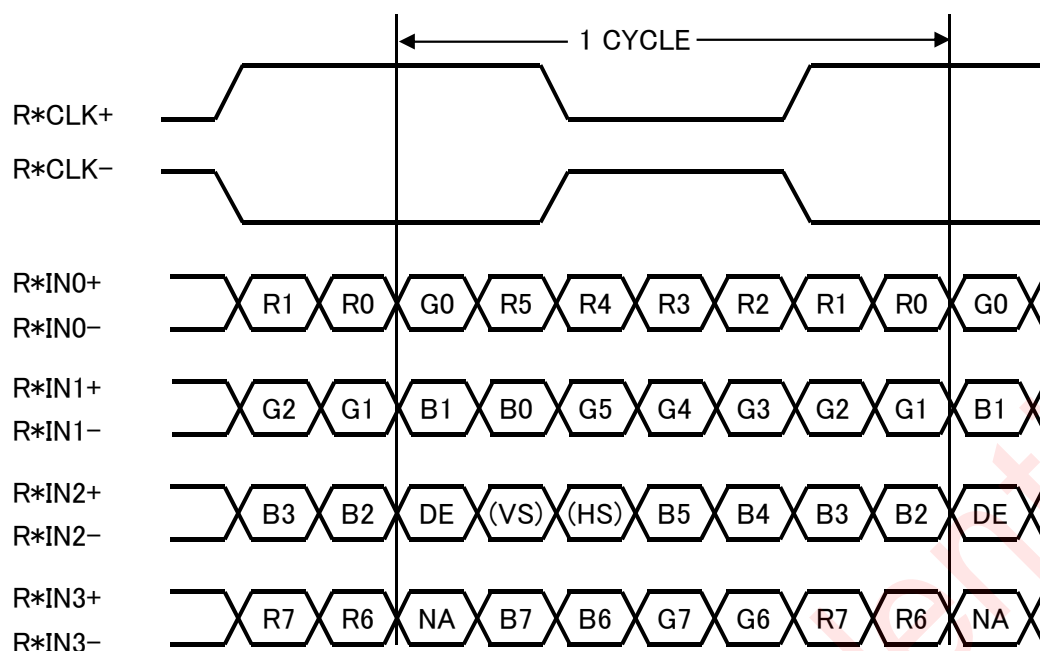 1 CYCLE
R*CLK+
R*CLK-
R*IN0+
R1 R0 G0 R5 R4 R3 R2 R1 R0 G0
R*IN0-
R*IN1+
G2 G1 B1 B0 G5 G4 G3 G2 G1 B1
R*IN1-
R*IN2+
B3 B2 DE (VS) (HS) B5 B4 B3 B2 DE
R*IN2-
R*IN3+
R7 R6 NA B7 B6 G7 G6 R7 R6 NA
R*IN3-